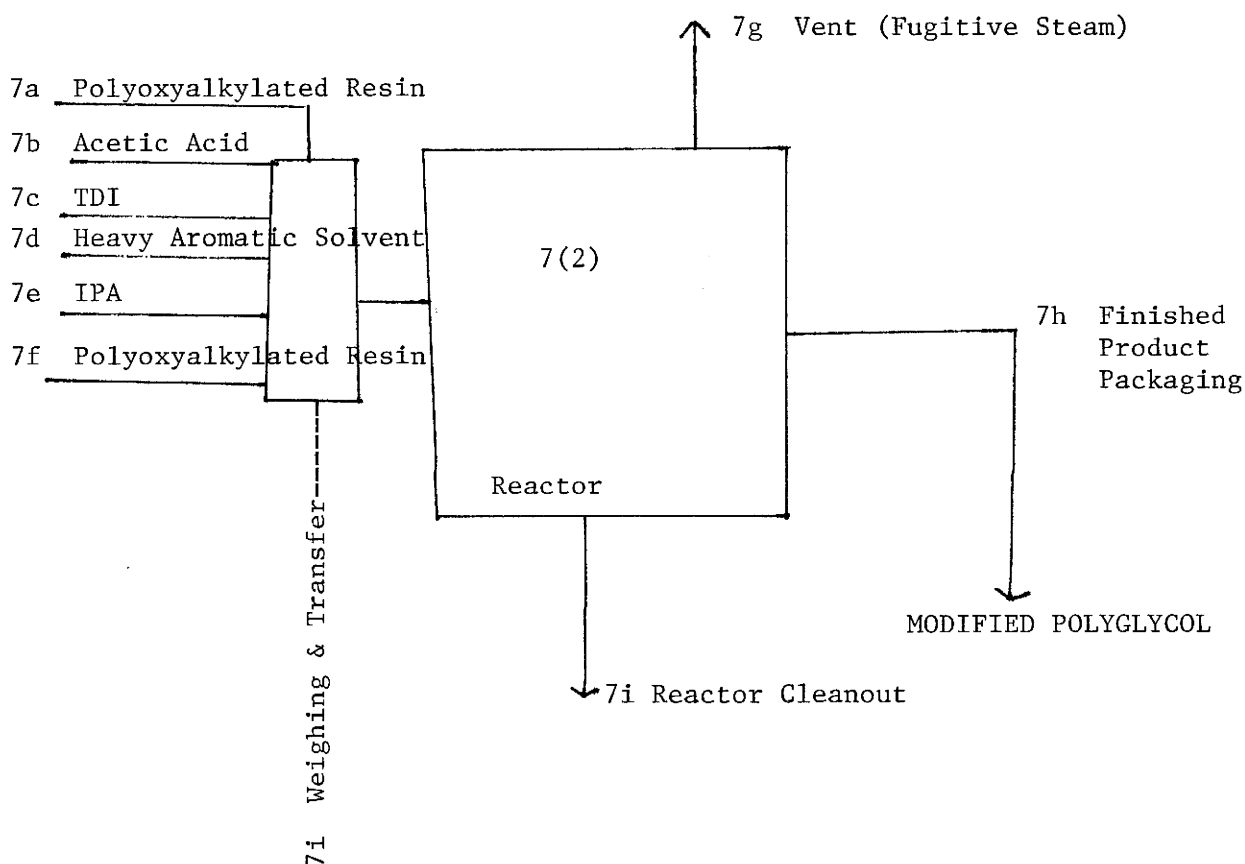 7g Vent (Fugitive Steam)
7a Polyoxyalkylated Resin
7b Acetic Acid
7c TDI
7d Heavy Aromatic Solvent
7e IPA
7f Polyoxyalkylated Resin
7(2)
Reactor
7h Finished
Product
Packaging
MODIFIED POLYGLYCOL
7i Reactor Cleanout
7i Weighing & Transfer